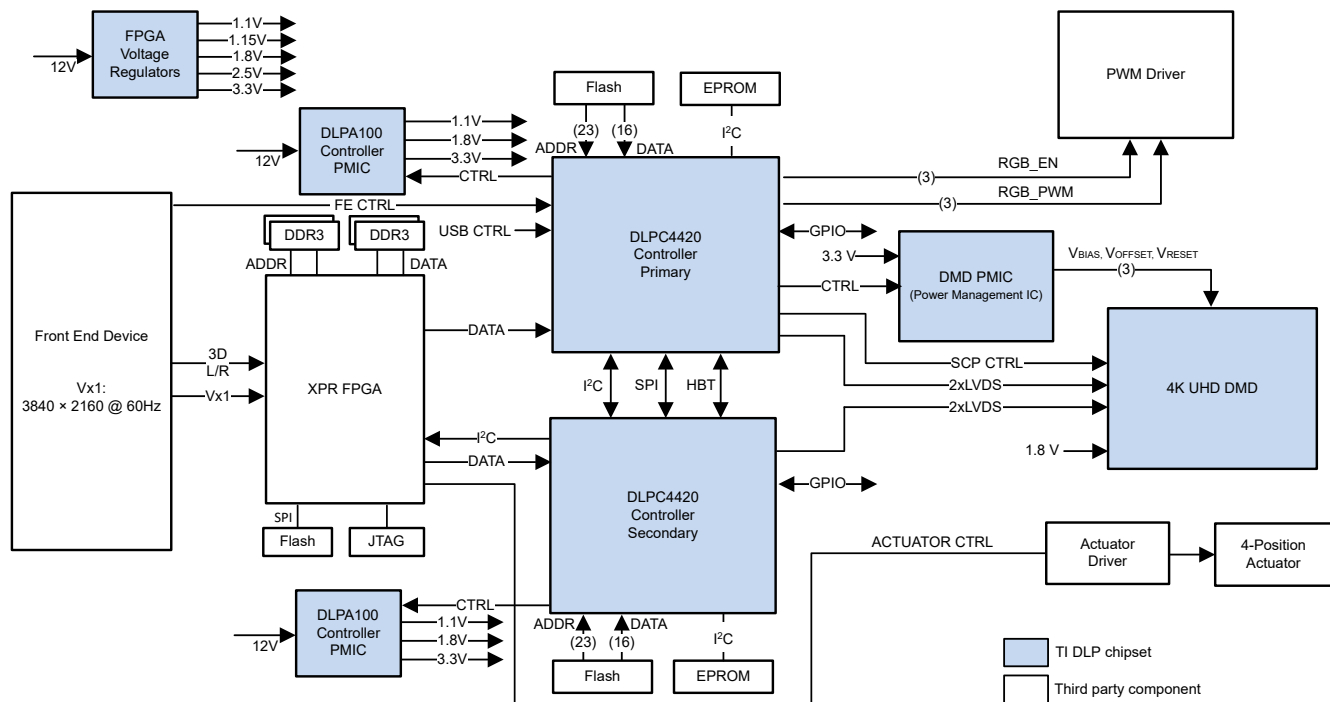 FPGA
Voltage
Regulators
12V
1.1V
1.15V
1.8V
2.5V
3.3V
DLPA100
Controller
PMIC
12V
1.1V
1.8V
3.3V
CTRL
Flash
(23)
(16)
ADDR
DATA
EPROM
I²C
PWM Driver
RGB_EN
(3)
RGB_PWM
(3)
FE CTRL
USB CTRL
DLPC4420
Controller
Primary
GPIO
3.3 V
CTRL
DMD PMIC
(Power Management IC)
VBIAS, VOFFSET, VRESET
(3)
DDR3
DDR3
ADDR
DATA
Front End Device
Vx1:
3840 × 2160 @ 60Hz
3D
L/R
Vx1
XPR FPGA
DATA
I²C
SPI
HBT
SCP CTRL
2xLVDS
2xLVDS
4K UHD DMD
1.8 V
I²C
DATA
DLPC4420
Controller
Secondary
GPIO
SPI
Flash
JTAG
ACTUATOR CTRL
Actuator
Driver
4-Position
Actuator
DLPA100
Controller
PMIC
12V
CTRL
1.1V
1.8V
3.3V
ADDR
DATA
(23)
(16)
Flash
I²C
EPROM
TI DLP chipset
Third party component